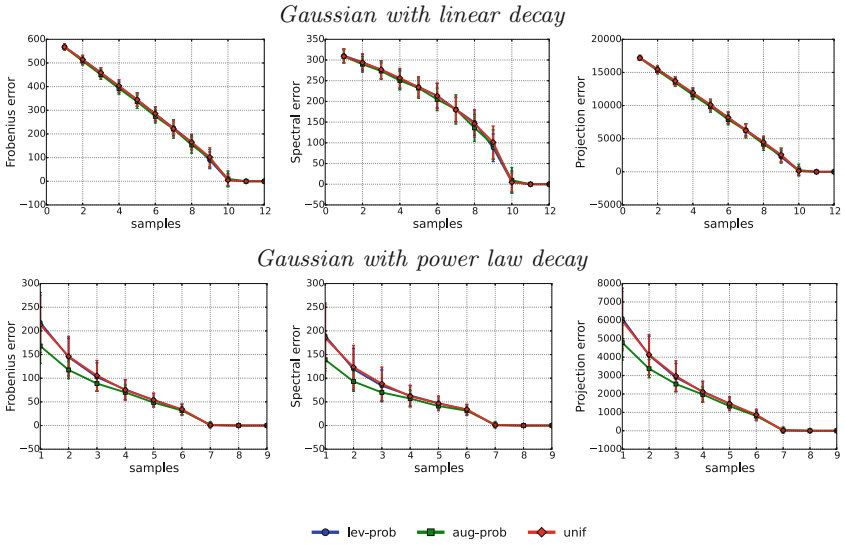 Gaussian with linear decay
600
500
400
300
200
100
0
−100
Frobenius error
0 2 4 6 8 10 12
samples
350
300
250
200
150
100
50
0
−50
Spectral error
0 2 4 6 8 10 12
samples
20000
15000
10000
5000
0
−5000
Projection error
0 2 4 6 8 10 12
samples
Gaussian with power law decay
300
250
200
150
100
50
0
−50
Frobenius error
1 2 3 4 5 6 7 8 9
samples
300
250
200
150
100
50
0
−50
Spectral error
1 2 3 4 5 6 7 8 9
samples
8000
7000
6000
5000
4000
3000
2000
1000
0
−1000
Projection error
1 2 3 4 5 6 7 8 9
samples
lev-prob aug-prob unif